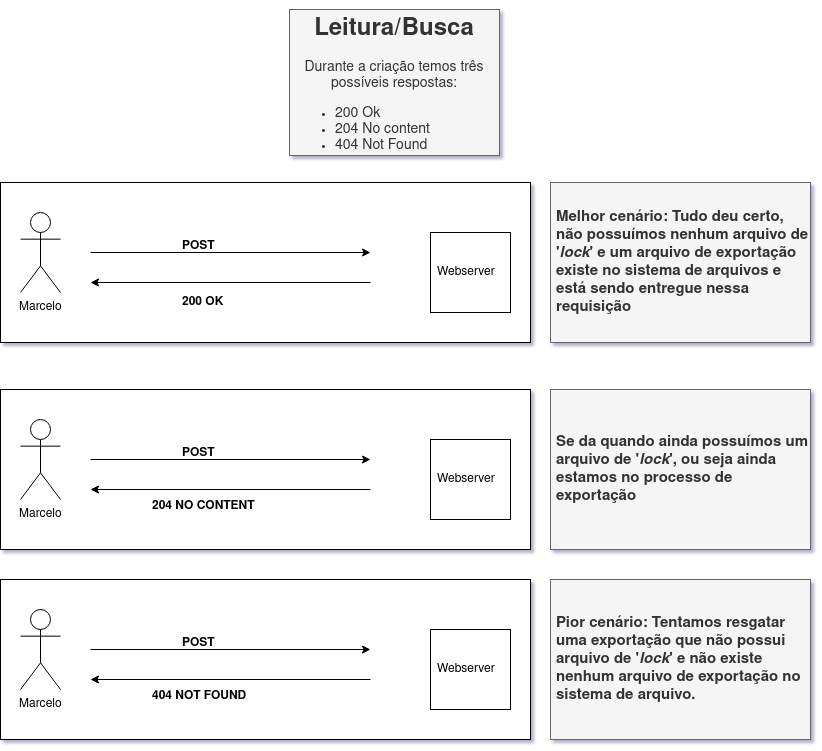 Leitura/Busca
Durante a criação temos três
possíveis respostas:
• 200 Ok
• 204 No content
• 404 Not Found
POST
200 OK
Marcelo
Webserver
Melhor cenário: Tudo deu certo,
não possuímos nenhum arquivo de
'lock' e um arquivo de exportação
existe no sistema de arquivos e
está sendo entregue nessa
requisição
POST
204 NO CONTENT
Marcelo
Webserver
Se da quando ainda possuímos um
arquivo de 'lock', ou seja ainda
estamos no processo de
exportação
POST
404 NOT FOUND
Marcelo
Webserver
Pior cenário: Tentamos resgatar
uma exportação que não possui
arquivo de 'lock' e não existe
nenhum arquivo de exportação no
sistema de arquivo.